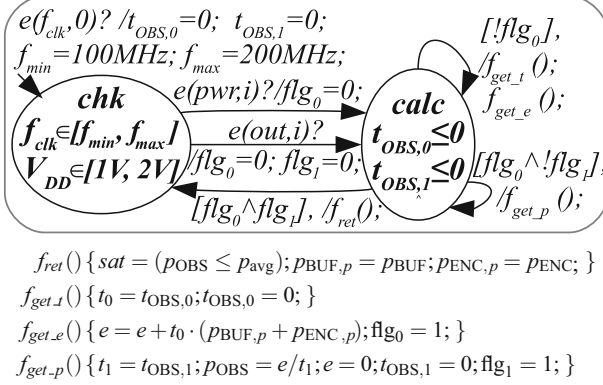 e(f_clk,0)? /t_OBS,0=0; t_OBS,1=0;
f_min=100MHz; f_max=200MHz;
[!flg_0],
/f_get_t ();
f_get_e ();
chk
f_clk∈[f_min, f_max]
V_DD∈[1V, 2V]
e(pwr,i)?/flg_0=0;
e(out,i)?
/flg_0=0; flg_1=0;
[flg_0^flg_1], /f_ret();
calc
t_OBS,0≤0
t_OBS,1≤0
[flg_0^!flg_1],
/f_get_p ();
f_ret() { sat = (p_OBS ≤ p_avg); p_BUF,p = p_BUF; p_ENC,p = p_ENC; }
f_get_t() { t_0 = t_OBS,0; t_OBS,0 = 0; }
f_get_e() { e = e + t_0 · (p_BUF,p + p_ENC,p); flg_0 = 1; }
f_get_p() { t_1 = t_OBS,1; p_OBS = e/t_1; e = 0; t_OBS,1 = 0; flg_1 = 1; }